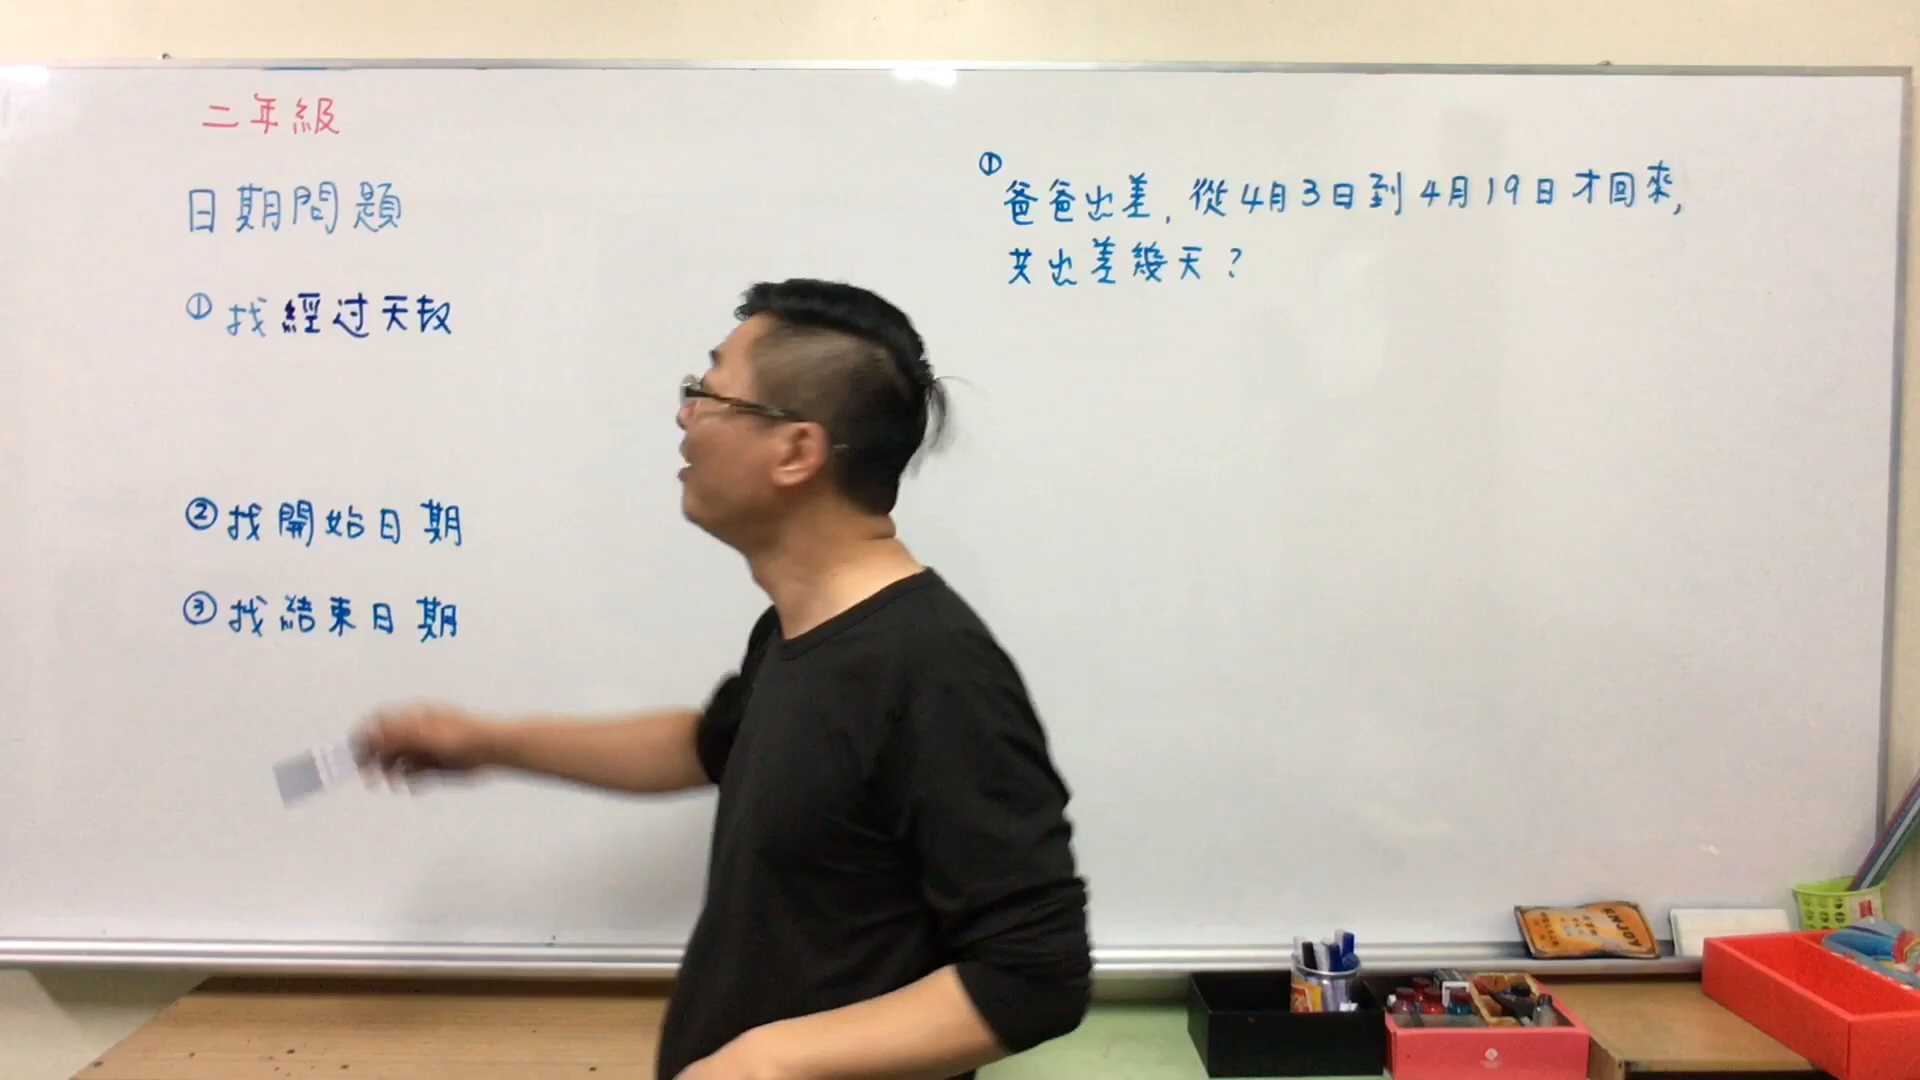 二年級
日期問題
① 找經过天数
② 找開始日期
③ 找結束日期
① 爸爸出差,從4月3日到4月19日才回來,
共出差幾天?